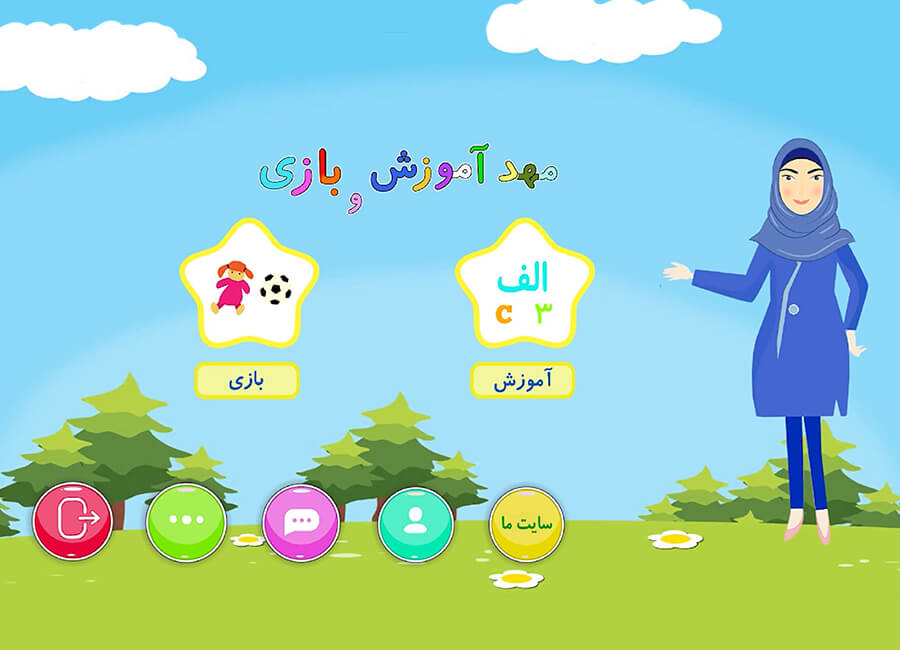 مهد آموزش و بازی
الف
۳ c
آموزش
بازی
سایت ما